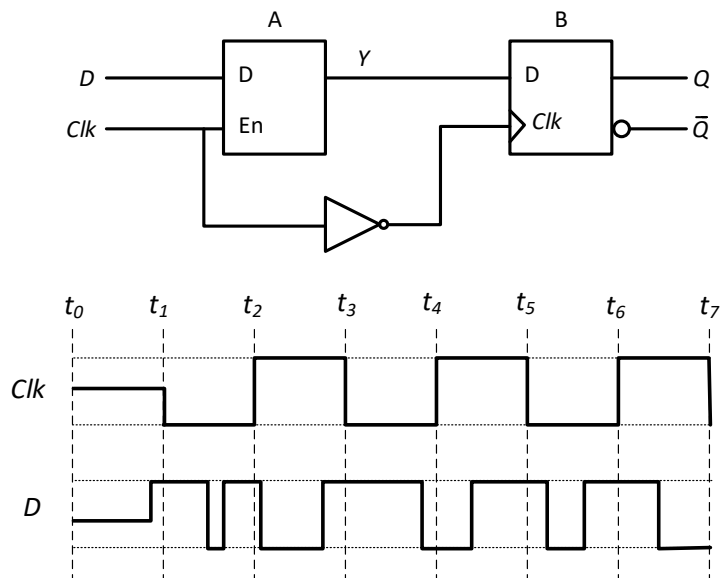 A B
D D Y D Q
Clk En Clk Q̅
t₀ t₁ t₂ t₃ t₄ t₅ t₆ t₇
Clk
D